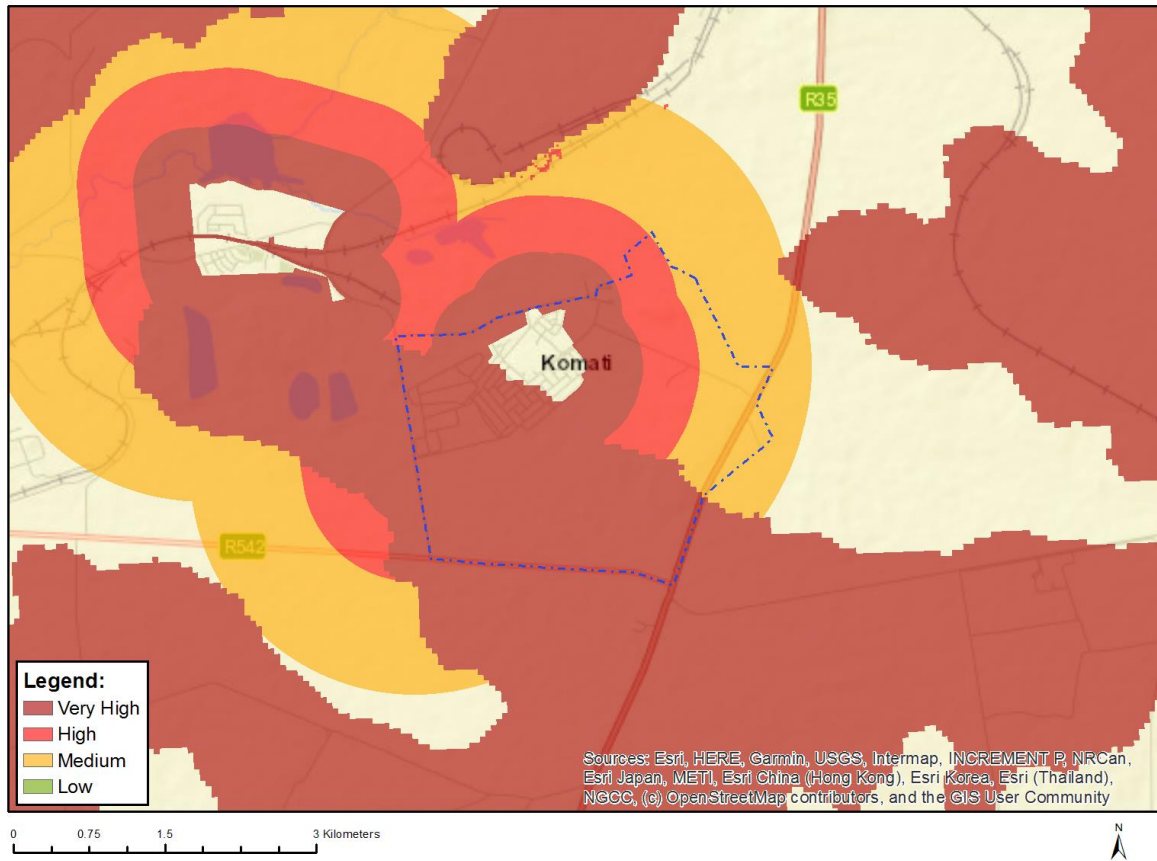 R35
Komati
R542
Legend:
Very High
High
Medium
Low
Sources: Esri, HERE, Garmin, USGS, Intermap, INCREMENT P, NRCan,
Esri Japan, METI, Esri China (Hong Kong), Esri Korea, Esri (Thailand),
NGCC, (c) OpenStreetMap contributors, and the GIS User Community
0 0.75 1.5 3 Kilometers
N